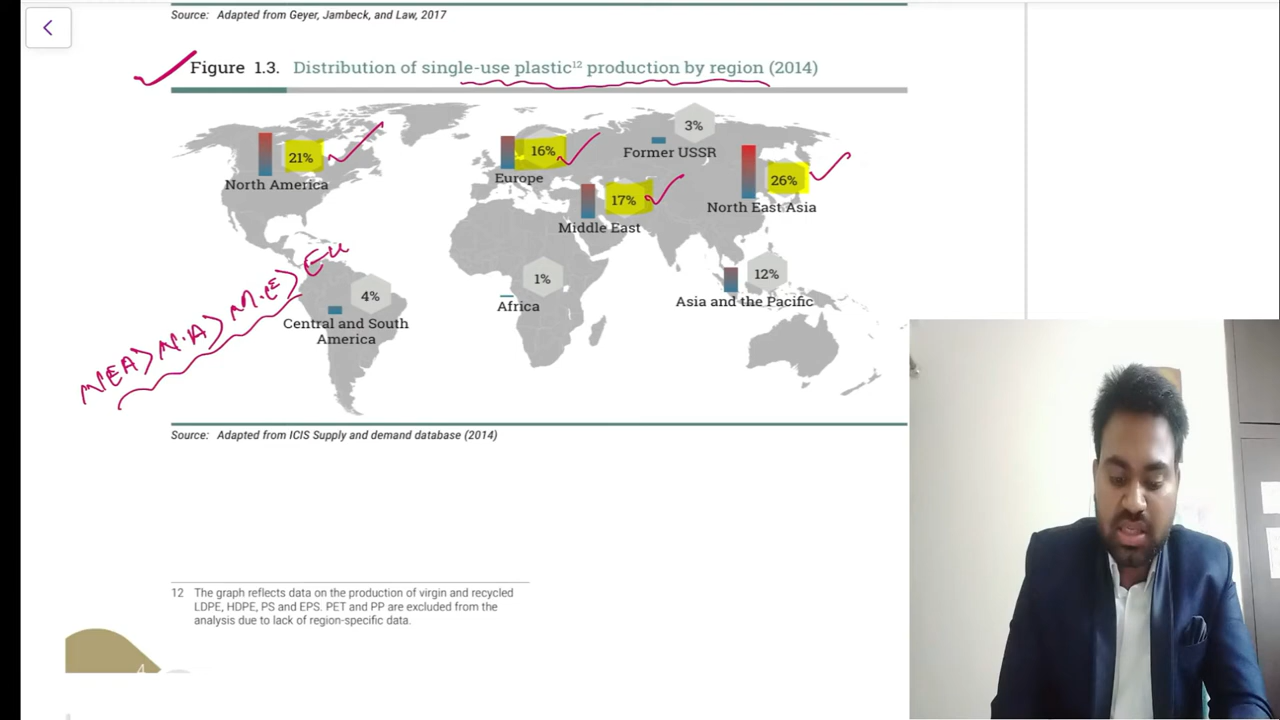 Source: Adapted from Geyer, Jambeck, and Law, 2017
Figure 1.3. Distribution of single-use plastic¹² production by region (2014)
21%
North America
16%
Europe
3%
Former USSR
17%
Middle East
26%
North East Asia
4%
Central and South
America
1%
Africa
12%
Asia and the Pacific
NEA > N.A > M.E > EU
Source: Adapted from ICIS Supply and demand database (2014)
12 The graph reflects data on the production of virgin and recycled
LDPE, HDPE, PS and EPS. PET and PP are excluded from the
analysis due to lack of region-specific data.
4